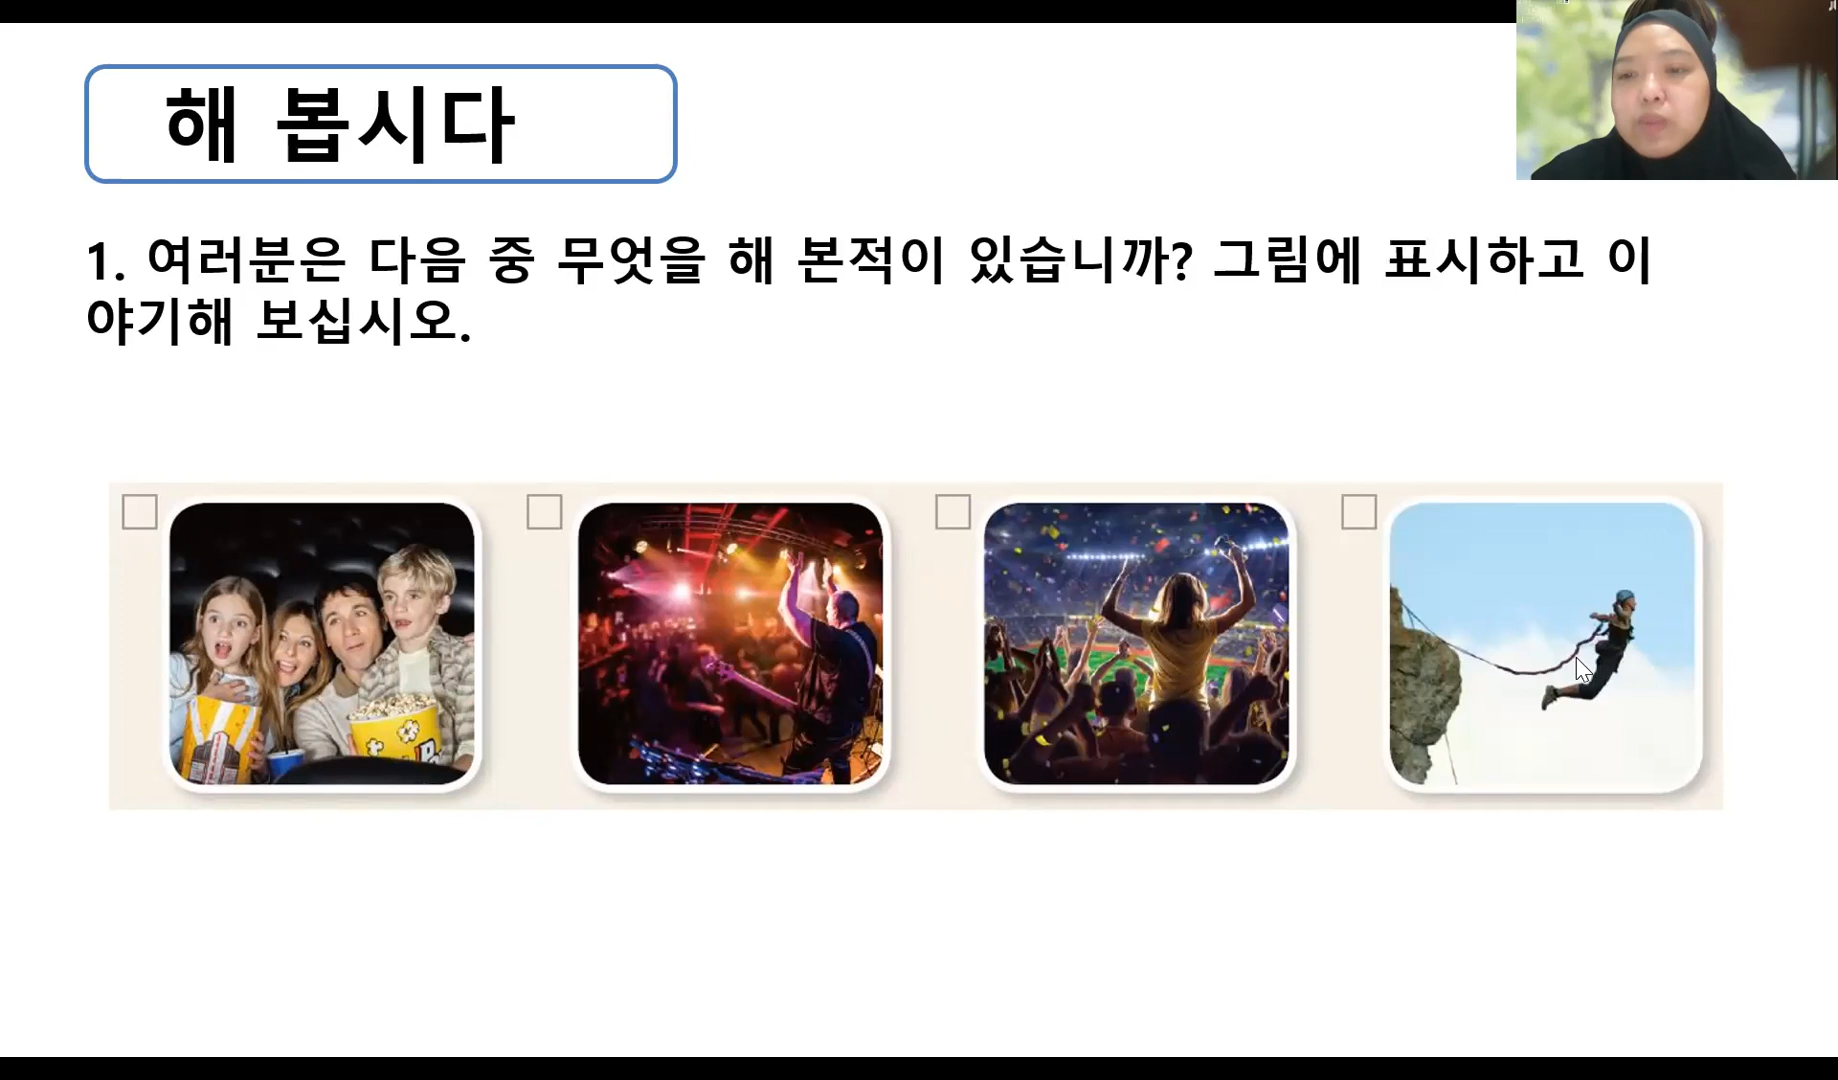 해 봅시다
1. 여러분은 다음 중 무엇을 해 본적이 있습니까? 그림에 표시하고 이
야기해 보십시오.